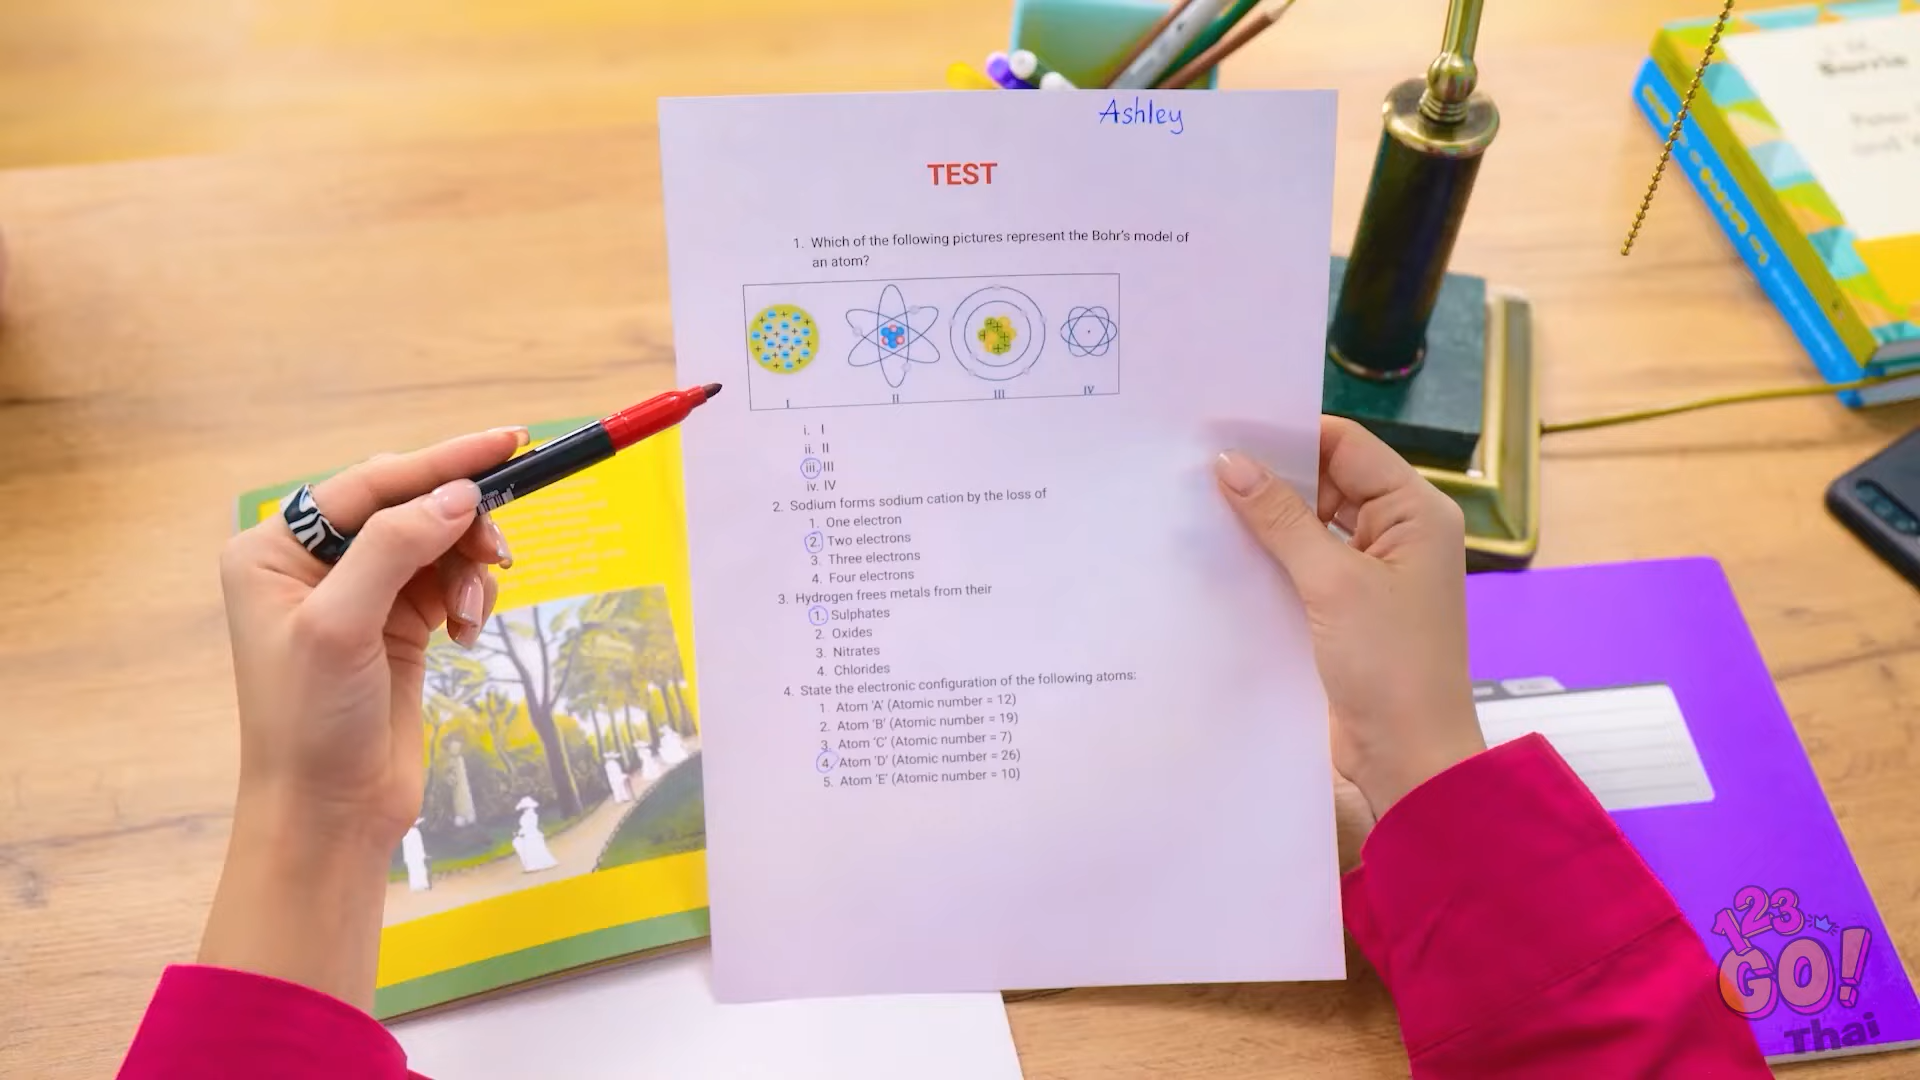 Ashley
TEST
1. Which of the following pictures represent the Bohr's model of
an atom?
I II III IV
i. I
ii. II
iii. III
iv. IV
2. Sodium forms sodium cation by the loss of
1. One electron
2. Two electrons
3. Three electrons
4. Four electrons
3. Hydrogen frees metals from their
1. Sulphates
2. Oxides
3. Nitrates
4. Chlorides
4. State the electronic configuration of the following atoms:
1. Atom 'A' (Atomic number = 12)
2. Atom 'B' (Atomic number = 19)
3. Atom 'C' (Atomic number = 7)
4. Atom 'D' (Atomic number = 26)
5. Atom 'E' (Atomic number = 10)
123
GO!
Thai